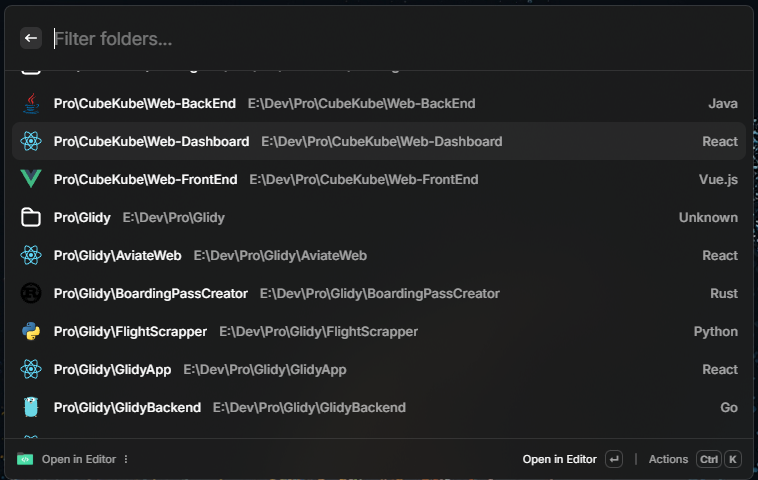 Filter folders...
Pro\CubeKube\Web-BackEnd E:\Dev\Pro\CubeKube\Web-BackEnd Java
Pro\CubeKube\Web-Dashboard E:\Dev\Pro\CubeKube\Web-Dashboard React
Pro\CubeKube\Web-FrontEnd E:\Dev\Pro\CubeKube\Web-FrontEnd Vue.js
Pro\Glidy E:\Dev\Pro\Glidy Unknown
Pro\Glidy\AviateWeb E:\Dev\Pro\Glidy\AviateWeb React
Pro\Glidy\BoardingPassCreator E:\Dev\Pro\Glidy\BoardingPassCreator Rust
Pro\Glidy\FlightScrapper E:\Dev\Pro\Glidy\FlightScrapper Python
Pro\Glidy\GlidyApp E:\Dev\Pro\Glidy\GlidyApp React
Pro\Glidy\GlidyBackend E:\Dev\Pro\Glidy\GlidyBackend Go
Open in Editor Open in Editor Actions Ctrl K